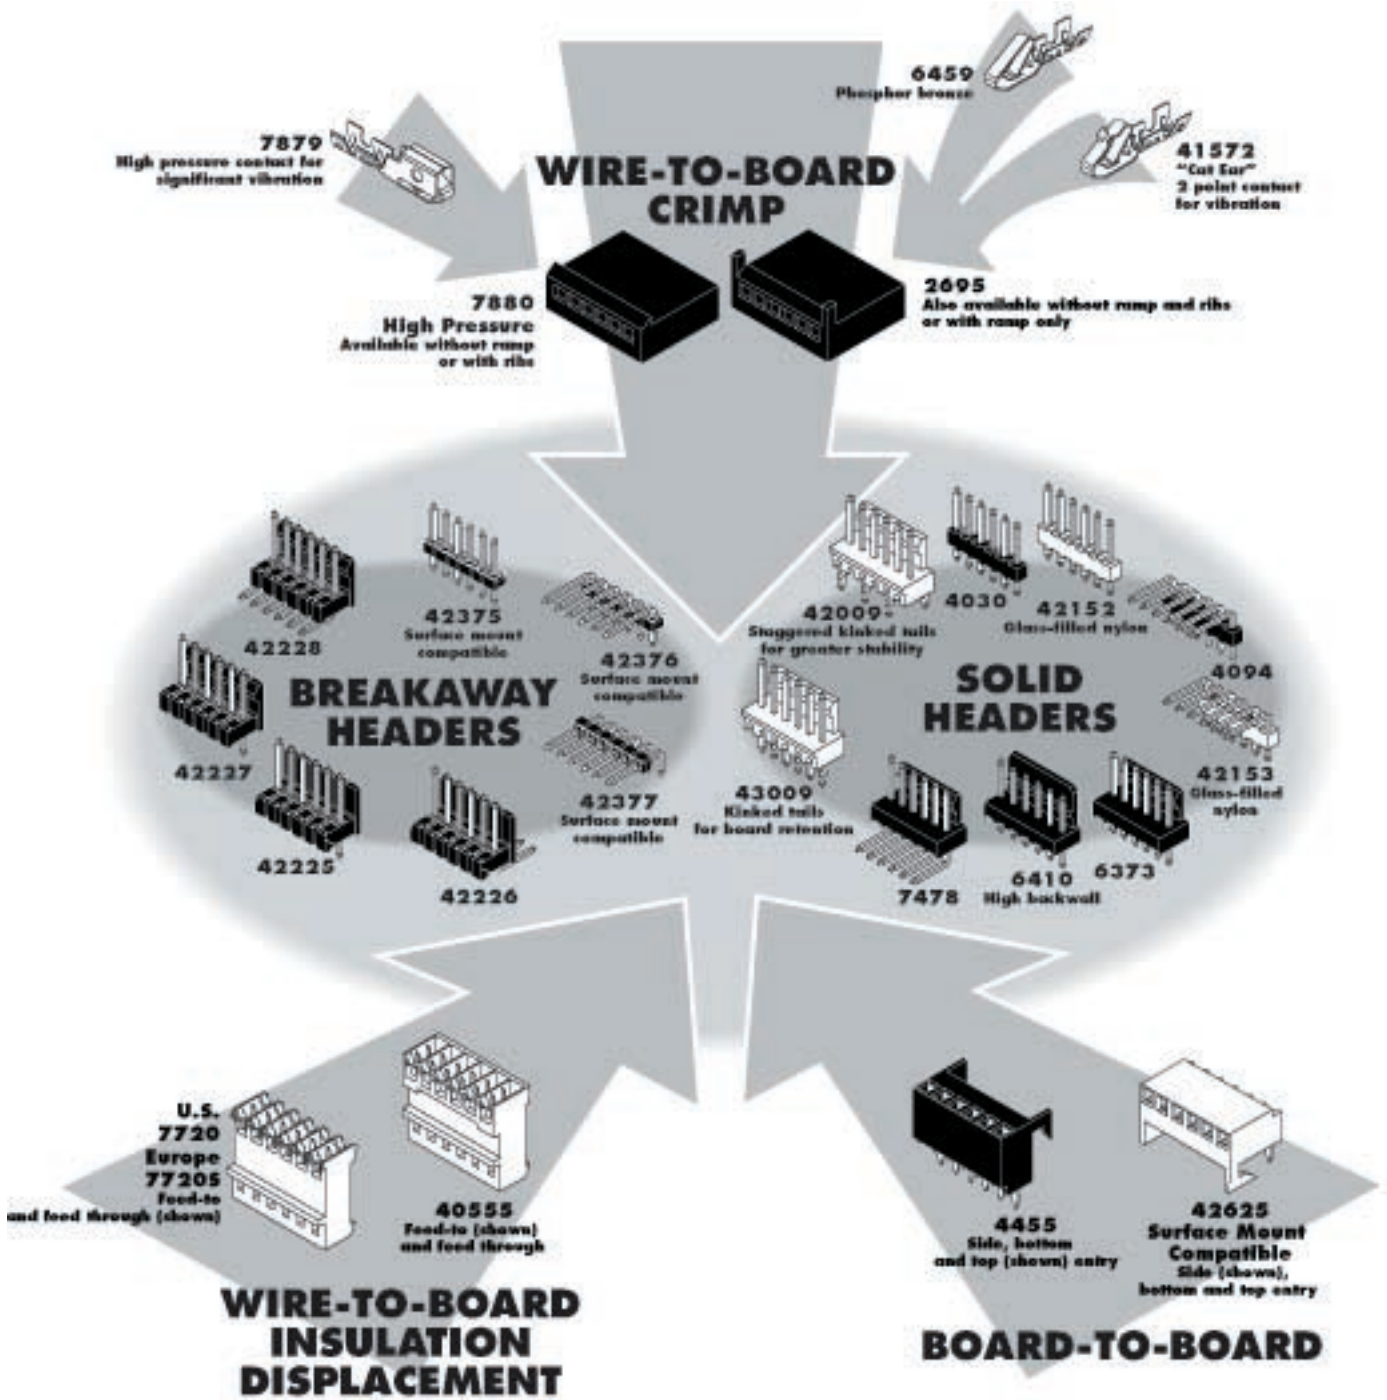 6459
Phosphor bronze
7879
High pressure contact for
significant vibration
41572
"Cat Ear"
2 point contact
for vibration
WIRE-TO-BOARD
CRIMP
7880
High Pressure
Available without ramp
or with ribs
2695
Also available without ramp and ribs
or with ramp only
42228
42375
Surface mount
compatible
42376
Surface mount
compatible
BREAKAWAY
HEADERS
42227
42377
Surface mount
compatible
42225
42226
42009-
Staggered kinked tails
for greater stability
4030
42152
Glass-filled nylon
4094
SOLID
HEADERS
43009
Kinked tails
for board retention
42153
Glass-filled
nylon
7478
6410
High backwall
6373
U.S.
7720
Europe
7720S
Feed-to
and feed through (shown)
40555
Feed-to (shown)
and feed through
WIRE-TO-BOARD
INSULATION
DISPLACEMENT
4455
Side, bottom
and top (shown) entry
42625
Surface Mount
Compatible
Side (shown),
bottom and top entry
BOARD-TO-BOARD